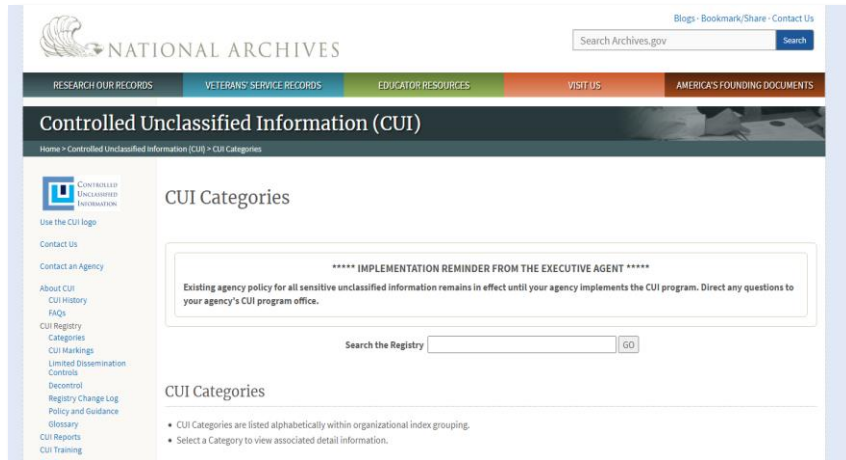 Blogs · Bookmark/Share · Contact Us
NATIONAL ARCHIVES
Search Archives.gov
Search
RESEARCH OUR RECORDS
VETERANS' SERVICE RECORDS
EDUCATOR RESOURCES
VISIT US
AMERICA'S FOUNDING DOCUMENTS
Controlled Unclassified Information (CUI)
Home > Controlled Unclassified Information (CUI) > CUI Categories
CONTROLLED
UNCLASSIFIED
INFORMATION
Use the CUI logo
Contact Us
Contact an Agency
About CUI
CUI History
FAQs
CUI Registry
Categories
CUI Markings
Limited Dissemination
Controls
Decontrol
Registry Change Log
Policy and Guidance
Glossary
CUI Reports
CUI Training
CUI Categories
***** IMPLEMENTATION REMINDER FROM THE EXECUTIVE AGENT *****
Existing agency policy for all sensitive unclassified information remains in effect until your agency implements the CUI program. Direct any questions to
your agency's CUI program office.
Search the Registry
GO
CUI Categories
• CUI Categories are listed alphabetically within organizational index grouping.
• Select a Category to view associated detail information.